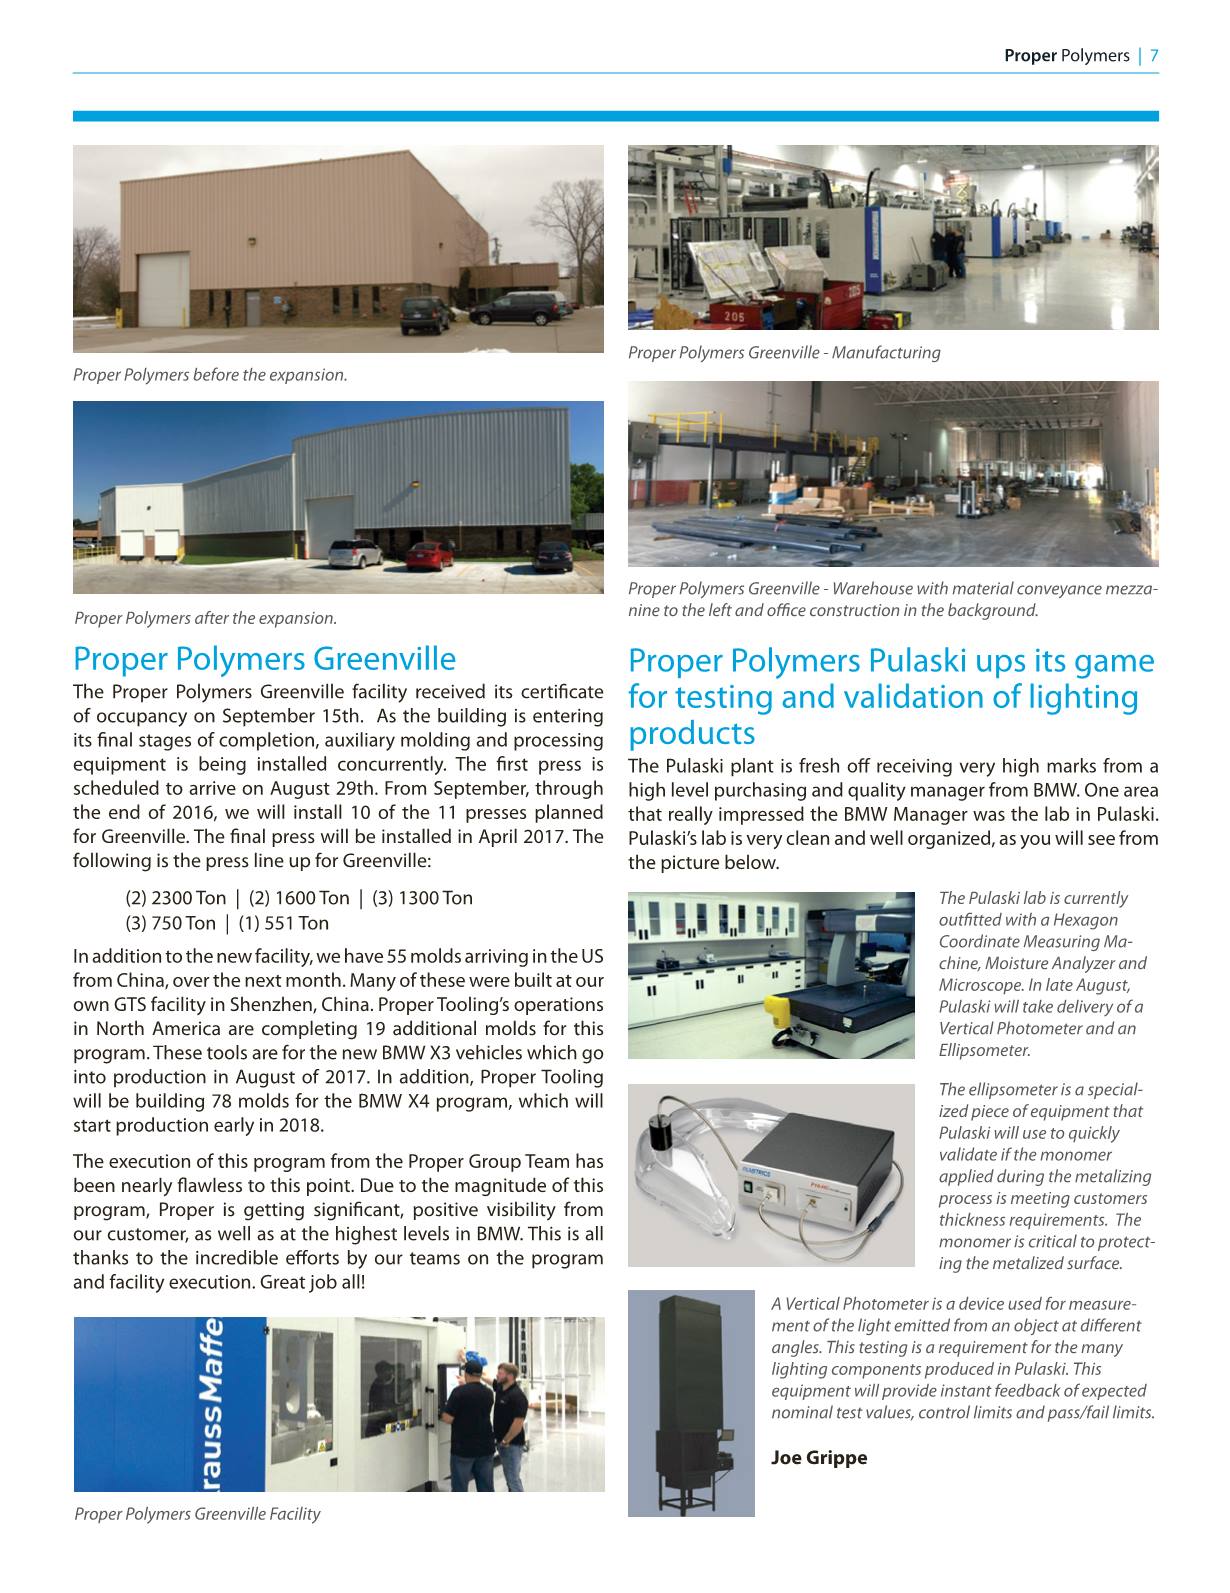 Proper Polymers | 7
Proper Polymers before the expansion.
Proper Polymers after the expansion.
Proper Polymers Greenville
The Proper Polymers Greenville facility received its certificate
of occupancy on September 15th.  As the building is entering
its final stages of completion, auxiliary molding and processing
equipment is being installed concurrently. The first press is
scheduled to arrive on August 29th. From September, through
the end of 2016, we will install 10 of the 11 presses planned
for Greenville. The final press will be installed in April 2017. The
following is the press line up for Greenville:
(2) 2300 Ton | (2) 1600 Ton | (3) 1300 Ton
(3) 750 Ton | (1) 551 Ton
In addition to the new facility, we have 55 molds arriving in the US
from China, over the next month. Many of these were built at our
own GTS facility in Shenzhen, China. Proper Tooling's operations
in North America are completing 19 additional molds for this
program. These tools are for the new BMW X3 vehicles which go
into production in August of 2017. In addition, Proper Tooling
will be building 78 molds for the BMW X4 program, which will
start production early in 2018.
The execution of this program from the Proper Group Team has
been nearly flawless to this point. Due to the magnitude of this
program, Proper is getting significant, positive visibility from
our customer, as well as at the highest levels in BMW. This is all
thanks to the incredible efforts by our teams on the program
and facility execution. Great job all!
raussMaffe
Proper Polymers Greenville Facility
205
205
Proper Polymers Greenville - Manufacturing
Proper Polymers Greenville - Warehouse with material conveyance mezza-
nine to the left and office construction in the background.
Proper Polymers Pulaski ups its game
for testing and validation of lighting
products
The Pulaski plant is fresh off receiving very high marks from a
high level purchasing and quality manager from BMW. One area
that really impressed the BMW Manager was the lab in Pulaski.
Pulaski's lab is very clean and well organized, as you will see from
the picture below.
The Pulaski lab is currently
outfitted with a Hexagon
Coordinate Measuring Ma-
chine, Moisture Analyzer and
Microscope. In late August,
Pulaski will take delivery of a
Vertical Photometer and an
Ellipsometer.
The ellipsometer is a special-
ized piece of equipment that
Pulaski will use to quickly
validate if the monomer
applied during the metalizing
process is meeting customers
thickness requirements.  The
monomer is critical to protect-
ing the metalized surface.
A Vertical Photometer is a device used for measure-
ment of the light emitted from an object at different
angles. This testing is a requirement for the many
lighting components produced in Pulaski. This
equipment will provide instant feedback of expected
nominal test values, control limits and pass/fail limits.
Joe Grippe